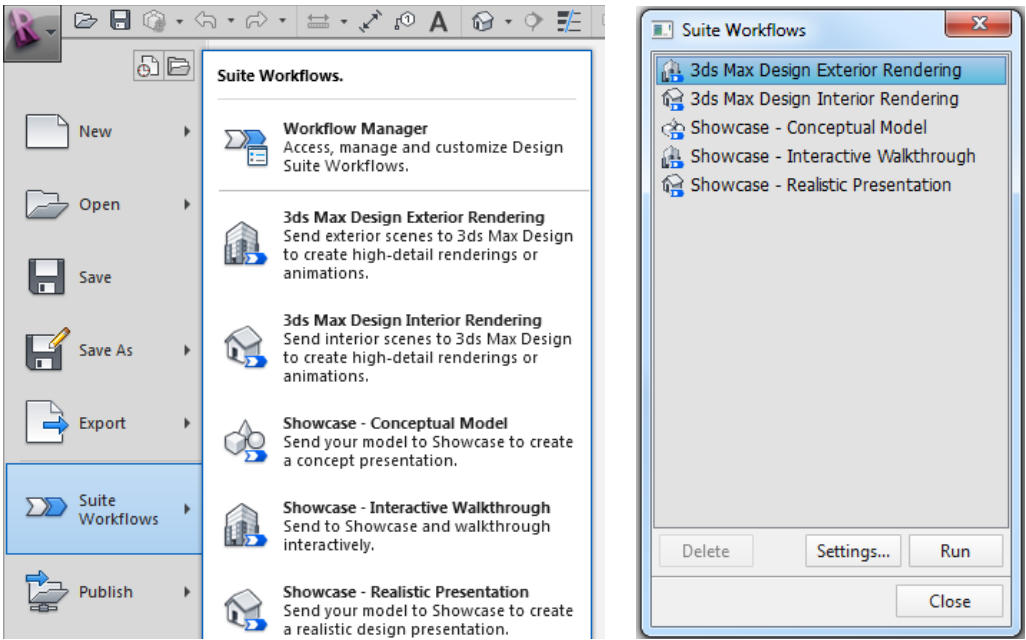 A
Suite Workflows.
New
Workflow Manager
Access, manage and customize Design
Suite Workflows.
Open
3ds Max Design Exterior Rendering
Send exterior scenes to 3ds Max Design
to create high-detail renderings or
animations.
Save
3ds Max Design Interior Rendering
Send interior scenes to 3ds Max Design
to create high-detail renderings or
animations.
Save As
Export
Showcase - Conceptual Model
Send your model to Showcase to create
a concept presentation.
Suite
Workflows
Showcase - Interactive Walkthrough
Send to Showcase and walkthrough
interactively.
Publish
Showcase - Realistic Presentation
Send your model to Showcase to create
a realistic design presentation.
Suite Workflows
3ds Max Design Exterior Rendering
3ds Max Design Interior Rendering
Showcase - Conceptual Model
Showcase - Interactive Walkthrough
Showcase - Realistic Presentation
Delete
Settings...
Run
Close